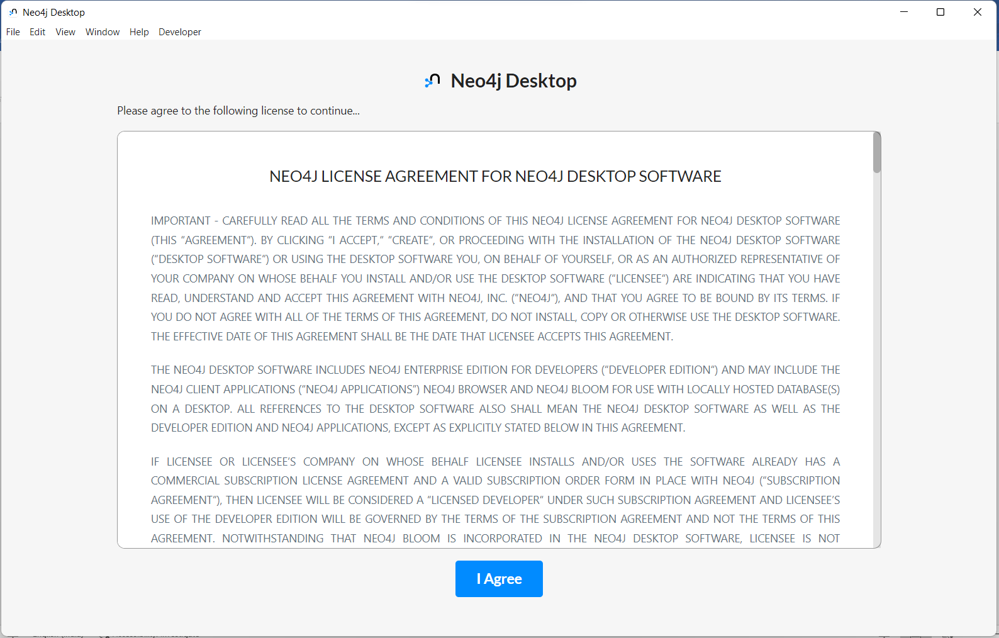 Neo4j Desktop
File Edit View Window Help Developer
Neo4j Desktop
Please agree to the following license to continue...
NEO4J LICENSE AGREEMENT FOR NEO4J DESKTOP SOFTWARE
IMPORTANT - CAREFULLY READ ALL THE TERMS AND CONDITIONS OF THIS NEO4J LICENSE AGREEMENT FOR NEO4J DESKTOP SOFTWARE
(THIS “AGREEMENT”). BY CLICKING “I ACCEPT,” “CREATE”, OR PROCEEDING WITH THE INSTALLATION OF THE NEO4J DESKTOP SOFTWARE
(“DESKTOP SOFTWARE”) OR USING THE DESKTOP SOFTWARE YOU, ON BEHALF OF YOURSELF, OR AS AN AUTHORIZED REPRESENTATIVE OF
YOUR COMPANY ON WHOSE BEHALF YOU INSTALL AND/OR USE THE DESKTOP SOFTWARE (“LICENSEE”) ARE INDICATING THAT YOU HAVE
READ, UNDERSTAND AND ACCEPT THIS AGREEMENT WITH NEO4J, INC. (“NEO4J”), AND THAT YOU AGREE TO BE BOUND BY ITS TERMS. IF
YOU DO NOT AGREE WITH ALL OF THE TERMS OF THIS AGREEMENT, DO NOT INSTALL, COPY OR OTHERWISE USE THE DESKTOP SOFTWARE.
THE EFFECTIVE DATE OF THIS AGREEMENT SHALL BE THE DATE THAT LICENSEE ACCEPTS THIS AGREEMENT.
THE NEO4J DESKTOP SOFTWARE INCLUDES NEO4J ENTERPRISE EDITION FOR DEVELOPERS (“DEVELOPER EDITION”) AND MAY INCLUDE THE
NEO4J CLIENT APPLICATIONS (“NEO4J APPLICATIONS”) NEO4J BROWSER AND NEO4J BLOOM FOR USE WITH LOCALLY HOSTED DATABASE(S)
ON A DESKTOP. ALL REFERENCES TO THE DESKTOP SOFTWARE ALSO SHALL MEAN THE NEO4J DESKTOP SOFTWARE AS WELL AS THE
DEVELOPER EDITION AND NEO4J APPLICATIONS, EXCEPT AS EXPLICITLY STATED BELOW IN THIS AGREEMENT.
IF LICENSEE OR LICENSEE’S COMPANY ON WHOSE BEHALF LICENSEE INSTALLS AND/OR USES THE SOFTWARE ALREADY HAS A
COMMERCIAL SUBSCRIPTION LICENSE AGREEMENT AND A VALID SUBSCRIPTION ORDER FORM IN PLACE WITH NEO4J (“SUBSCRIPTION
AGREEMENT”), THEN LICENSEE WILL BE CONSIDERED A “LICENSED DEVELOPER” UNDER SUCH SUBSCRIPTION AGREEMENT AND LICENSEE’S
USE OF THE DEVELOPER EDITION WILL BE GOVERNED BY THE TERMS OF THE SUBSCRIPTION AGREEMENT AND NOT THE TERMS OF THIS
AGREEMENT. NOTWITHSTANDING THAT NEO4J BLOOM IS INCORPORATED IN THE NEO4J DESKTOP SOFTWARE, LICENSEE IS NOT
I Agree